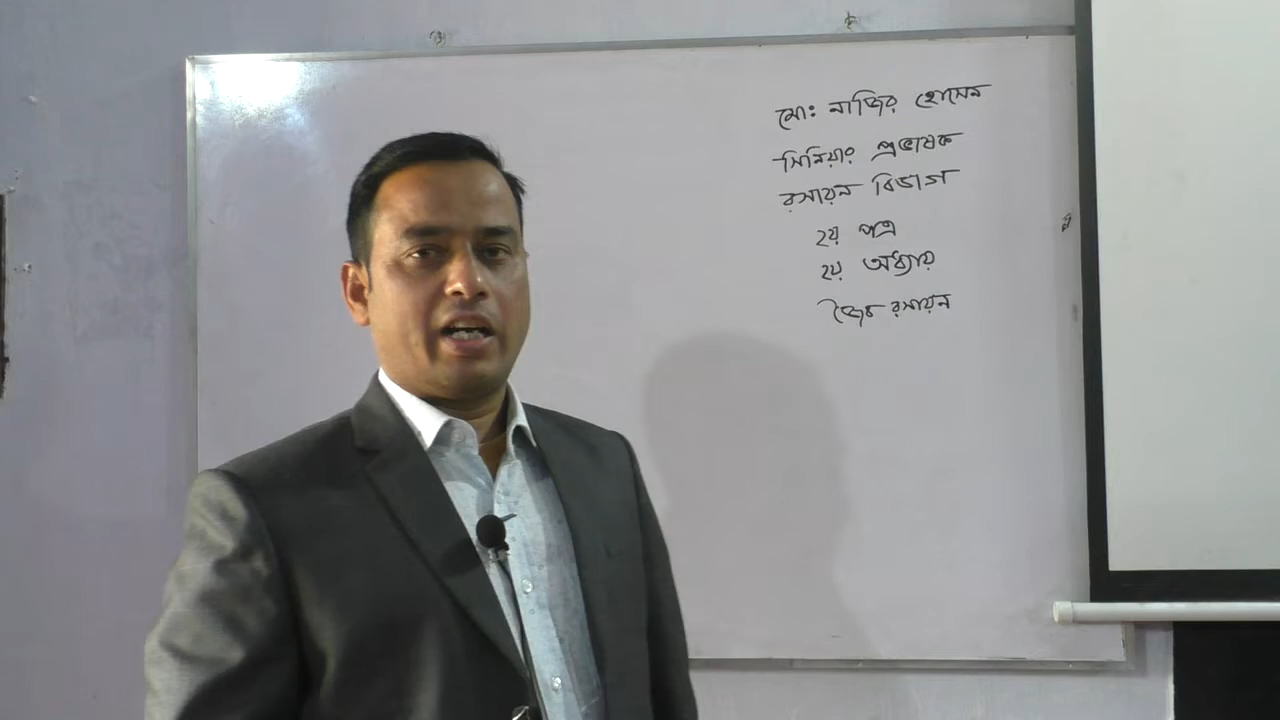 মোঃ নাজির হোসেন
সিনিয়র প্রভাষক
রসায়ন বিভাগ
২য় পত্র
২য় অধ্যায়
জৈব রসায়ন